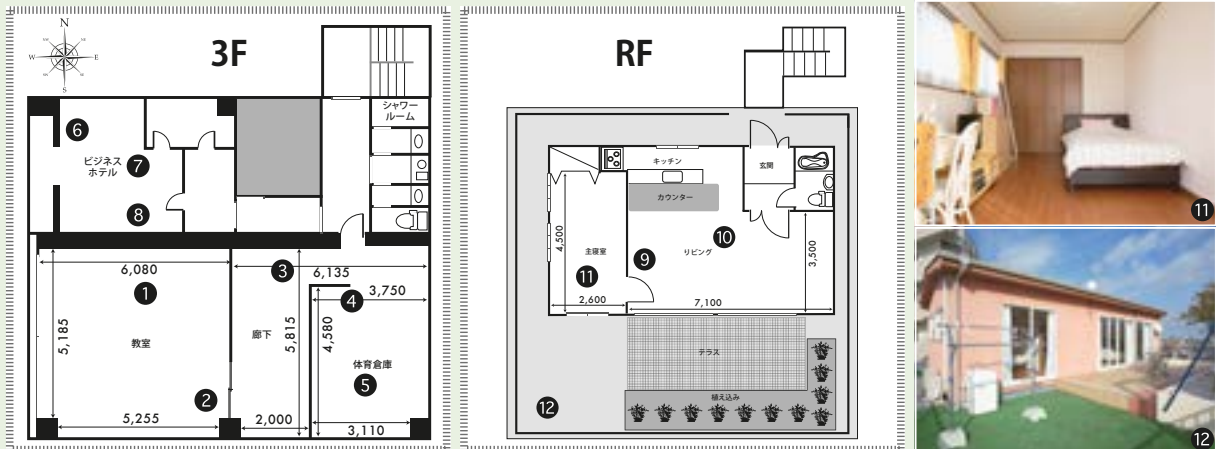 N
W
E
S
3F
シャワー
ルーム
6
ビジネス
ホテル
7
8
6,080
3
6,135
1
4
3,750
5,185
教室
廊下
5,815
4,580
体育倉庫
5
2
5,255
2,000
3,110
RF
キッチン
玄関
カウンター
4,500
主寝室
9
10
リビング
3,500
11
2,600
7,100
テラス
植え込み
12
11
12